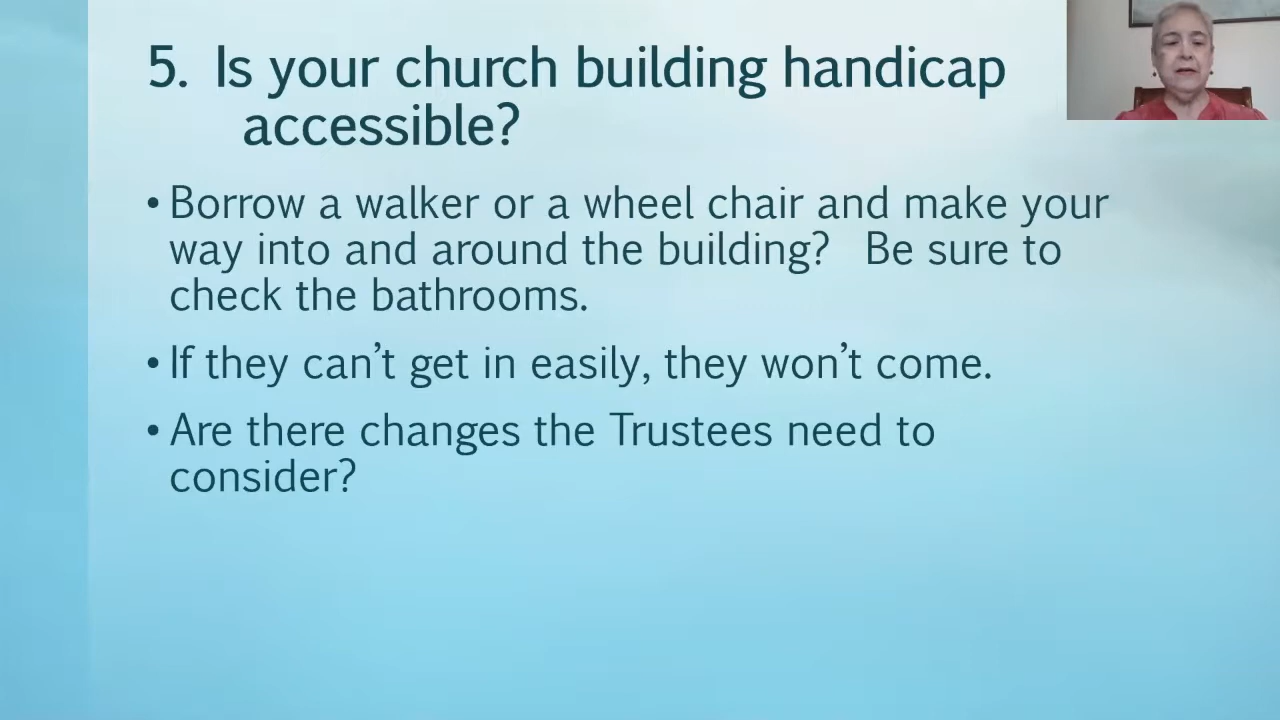 5. Is your church building handicap
accessible?
• Borrow a walker or a wheel chair and make your
way into and around the building? Be sure to
check the bathrooms.
• If they can’t get in easily, they won’t come.
• Are there changes the Trustees need to
consider?